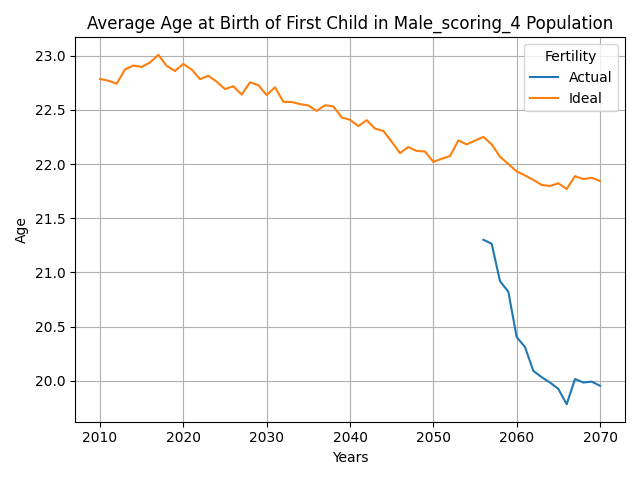 Average Age at Birth of First Child in Male_scoring_4 Population
Fertility
Actual
Ideal
23.0
22.5
22.0
21.5
21.0
20.5
20.0
Age
2010 2020 2030 2040 2050 2060 2070
Years